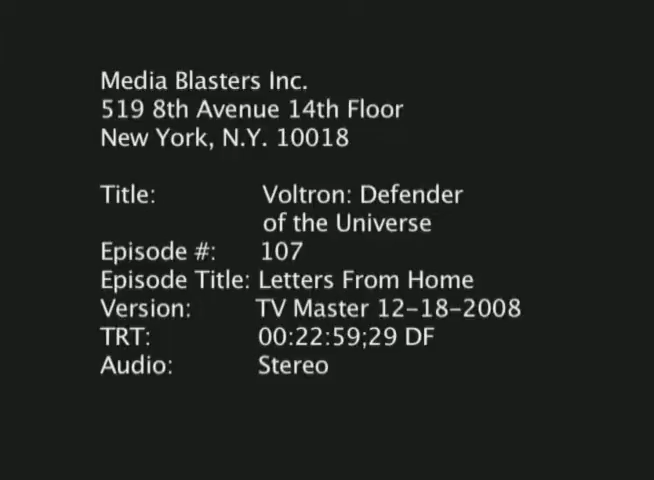 Media Blasters Inc.
519 8th Avenue 14th Floor
New York, N.Y. 10018
Title: Voltron: Defender
of the Universe
Episode #: 107
Episode Title: Letters From Home
Version: TV Master 12-18-2008
TRT: 00:22:59;29 DF
Audio: Stereo